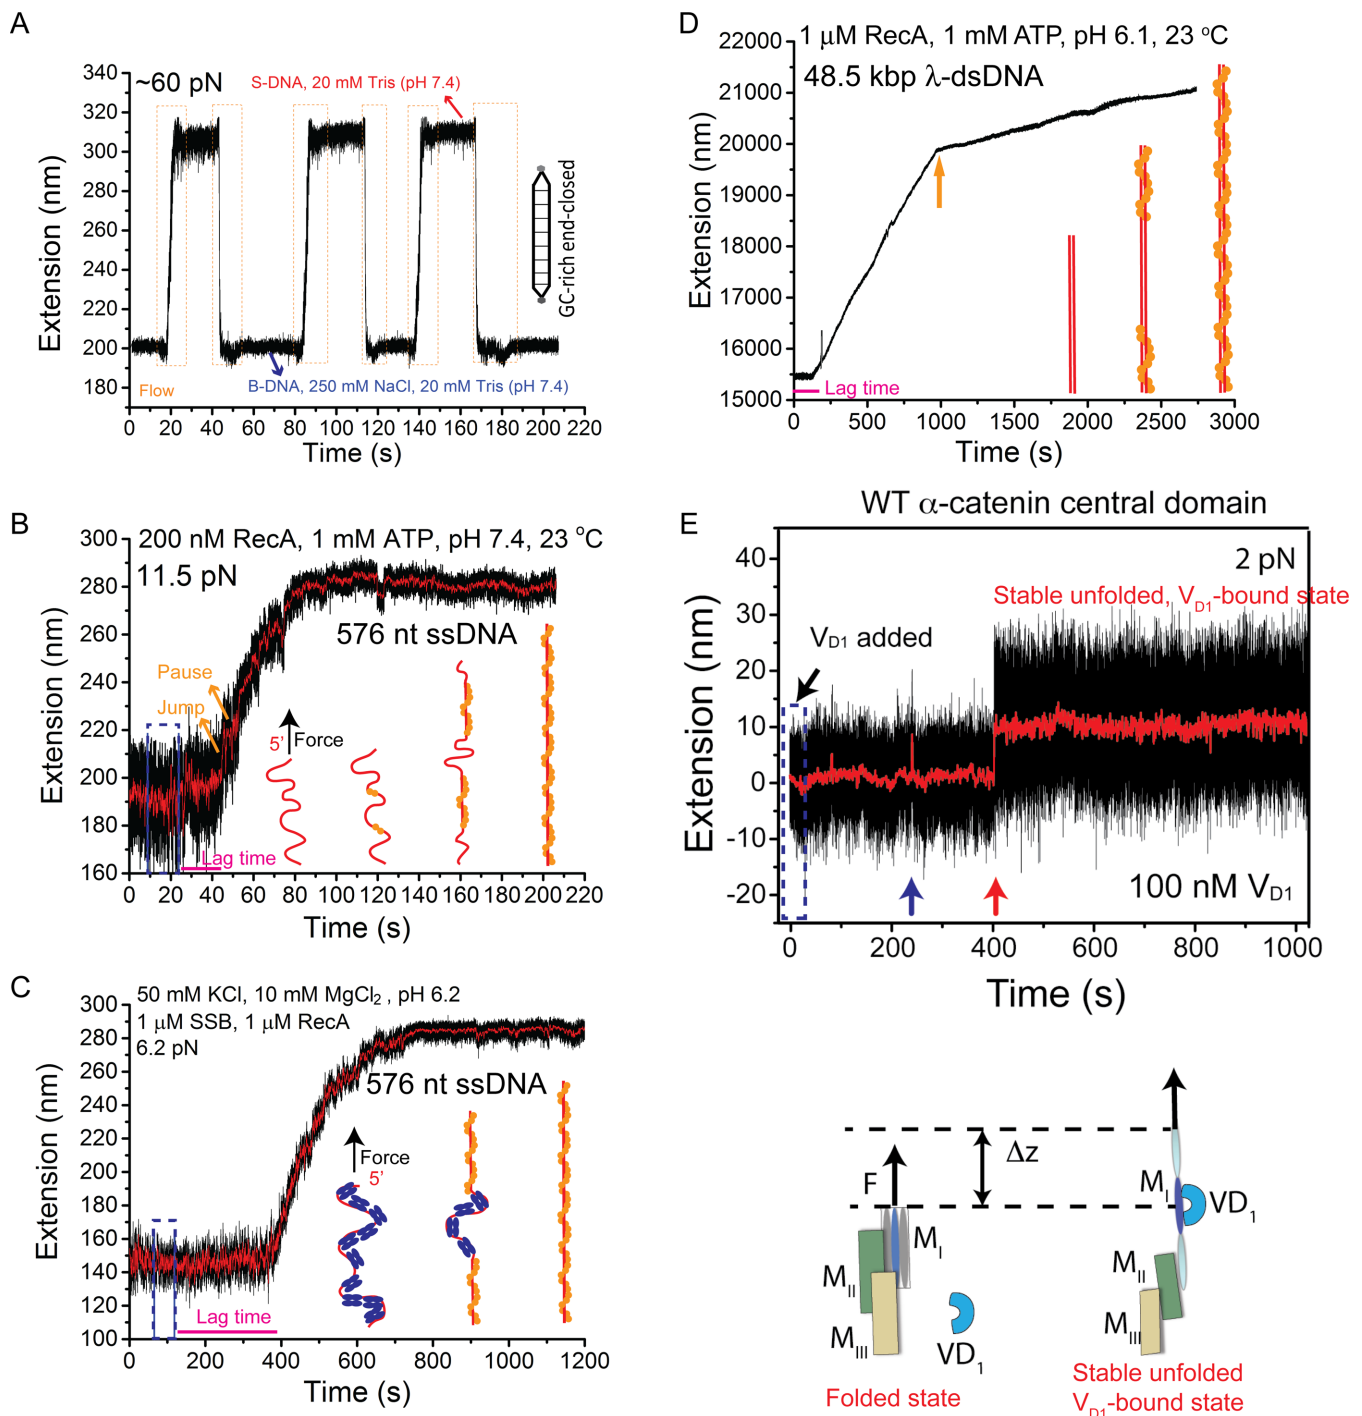 A
~60 pN
S-DNA, 20 mM Tris (pH 7.4)
GC-rich end-closed
Flow
B-DNA, 250 mM NaCl, 20 mM Tris (pH 7.4)
Extension (nm)
340
320
300
280
260
240
220
200
180
0 20 40 60 80 100 120 140 160 180 200 220
Time (s)
B
200 nM RecA, 1 mM ATP, pH 7.4, 23 °C
11.5 pN
576 nt ssDNA
Pause
Jump
5' Force
Lag time
Extension (nm)
300
280
260
240
220
200
180
160
0 20 40 60 80 100 120 140 160 180 200 220
Time (s)
C
50 mM KCl, 10 mM MgCl₂ , pH 6.2
1 μM SSB, 1 μM RecA
6.2 pN
576 nt ssDNA
Force
5'
Lag time
Extension (nm)
300
280
260
240
220
200
180
160
140
120
100
0 200 400 600 800 1000 1200
Time (s)
D
1 μM RecA, 1 mM ATP, pH 6.1, 23 °C
48.5 kbp λ-dsDNA
Lag time
Extension (nm)
22000
21000
20000
19000
18000
17000
16000
15000
0 500 1000 1500 2000 2500 3000
Time (s)
E
WT α-catenin central domain
2 pN
Stable unfolded, V_D1-bound state
V_D1 added
100 nM V_D1
Extension (nm)
40
30
20
10
0
-10
-20
0 200 400 600 800 1000
Time (s)
F
Δz
M_I
M_II
M_III
VD₁
Folded state
M_I
VD₁
M_II
M_III
Stable unfolded
V_D1-bound state